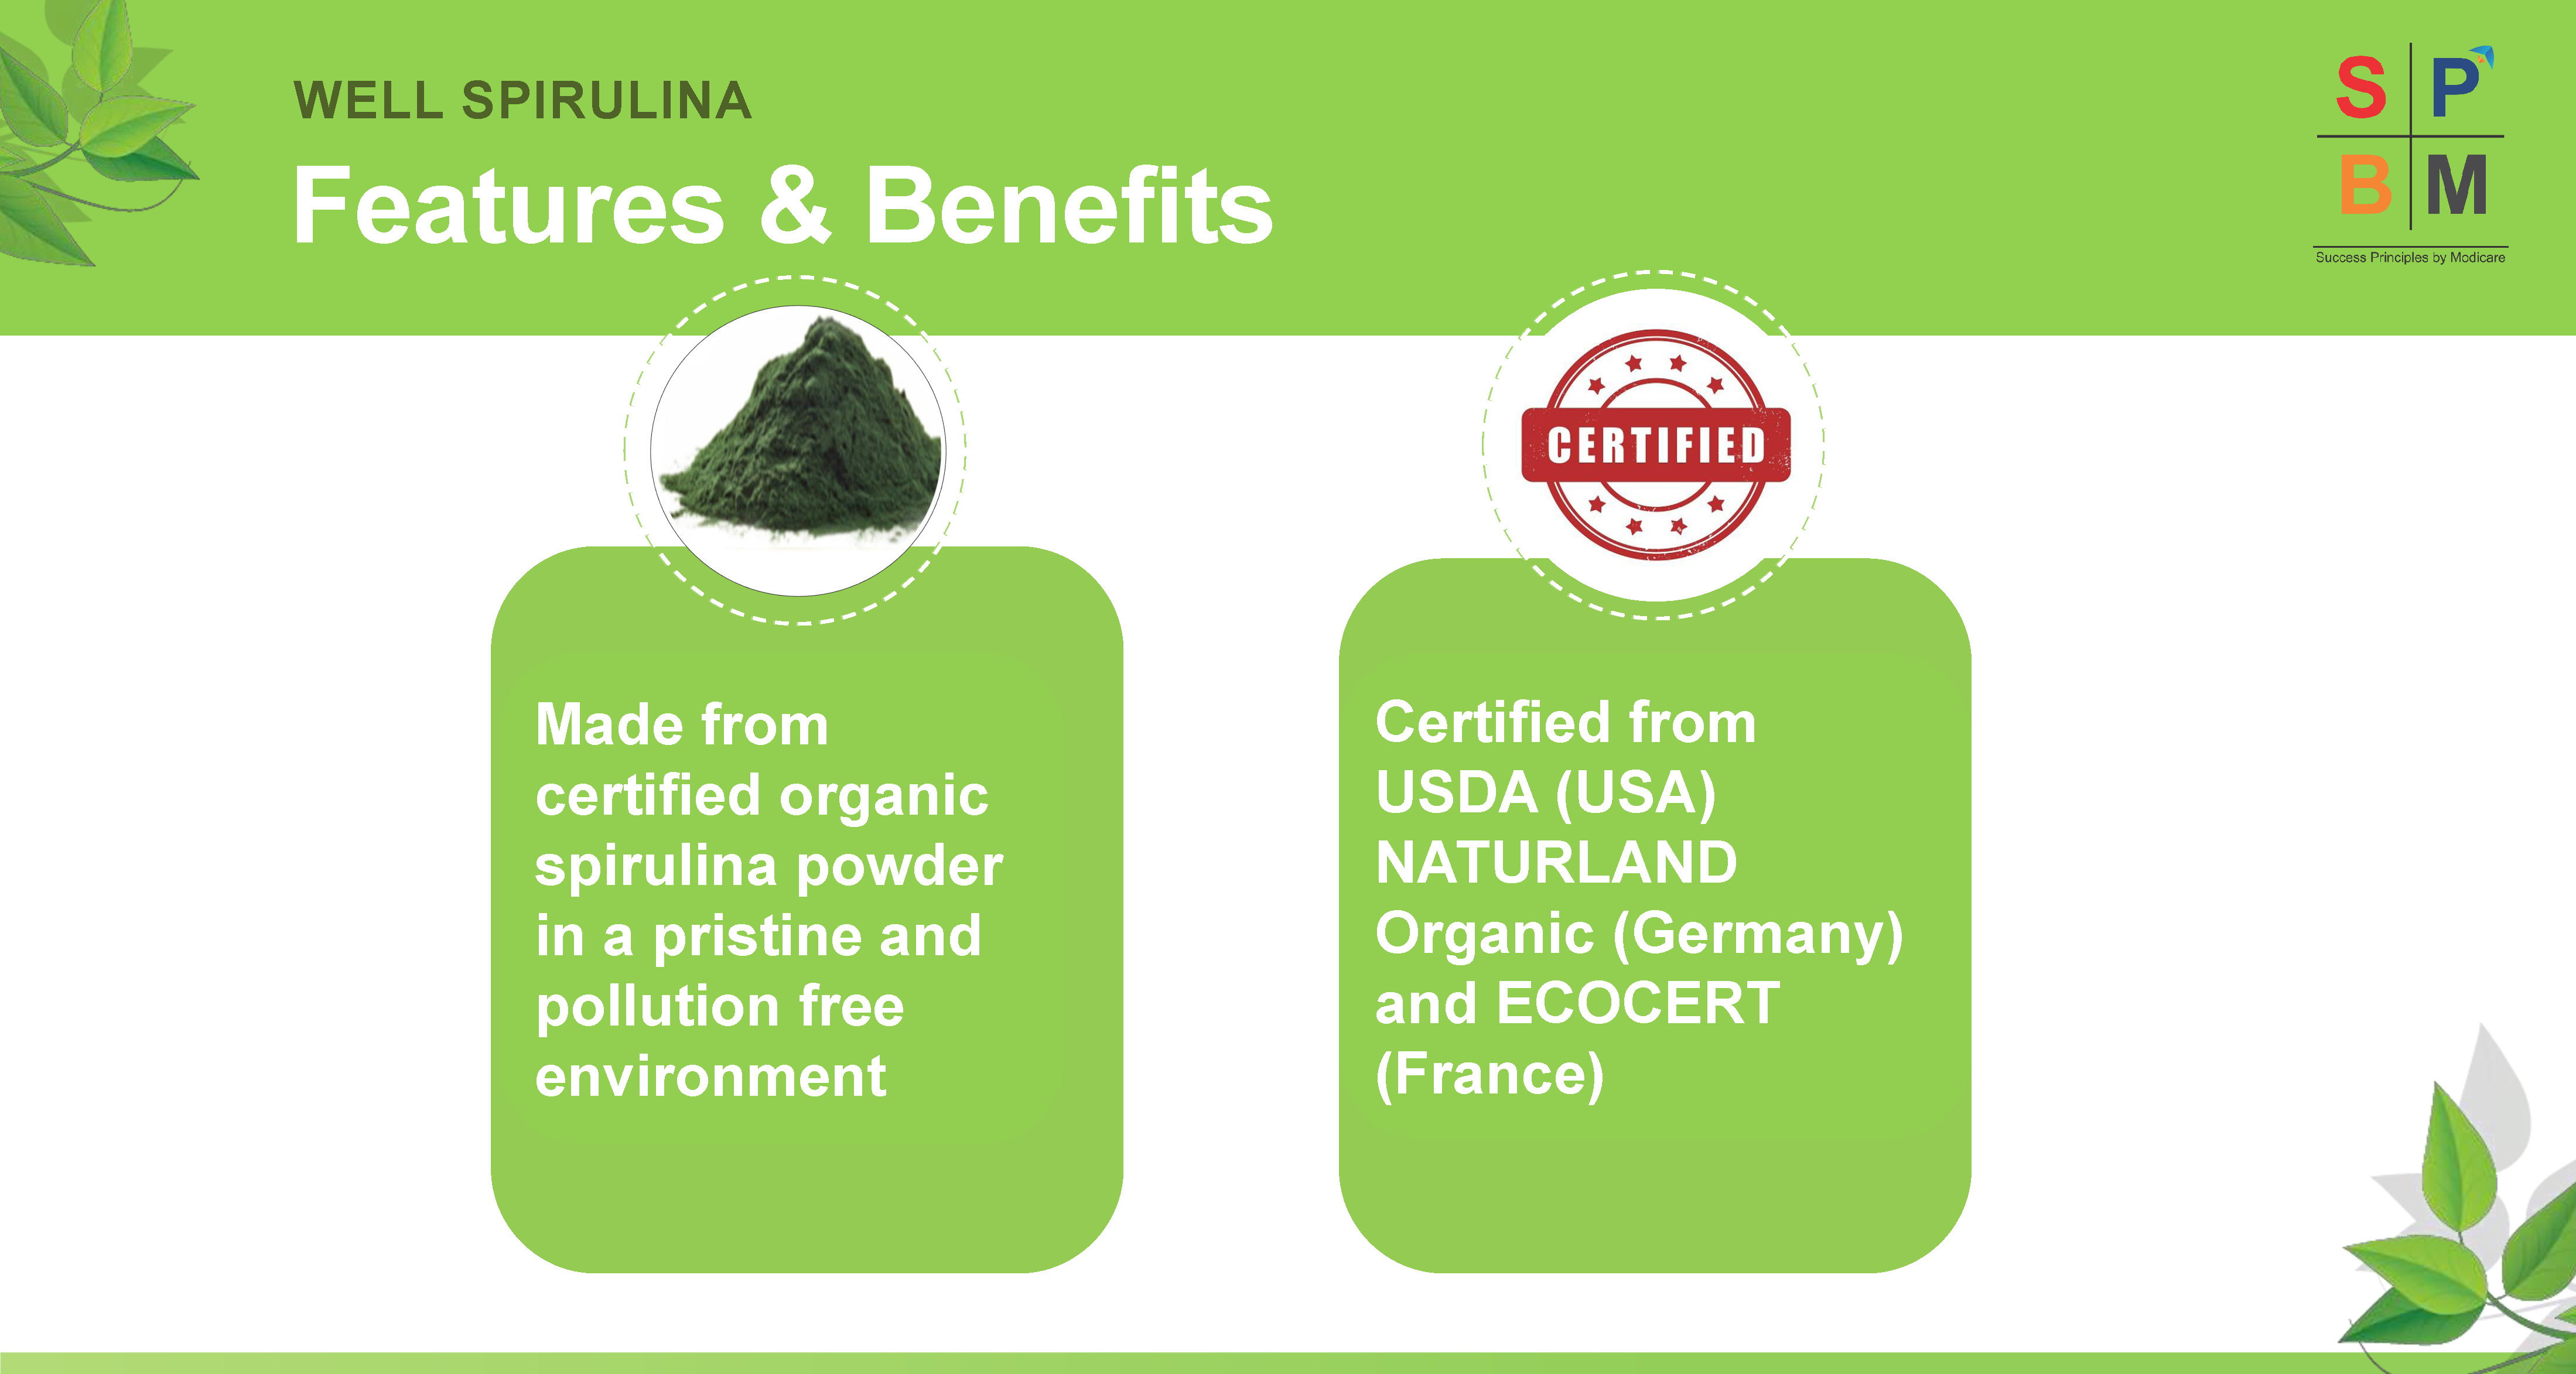 WELL SPIRULINA
Features & Benefits
S P
B M
Success Principles by Modicare
CERTIFIED
Made from
certified organic
spirulina powder
in a pristine and
pollution free
environment
Certified from
USDA (USA)
NATURLAND
Organic (Germany)
and ECOCERT
(France)